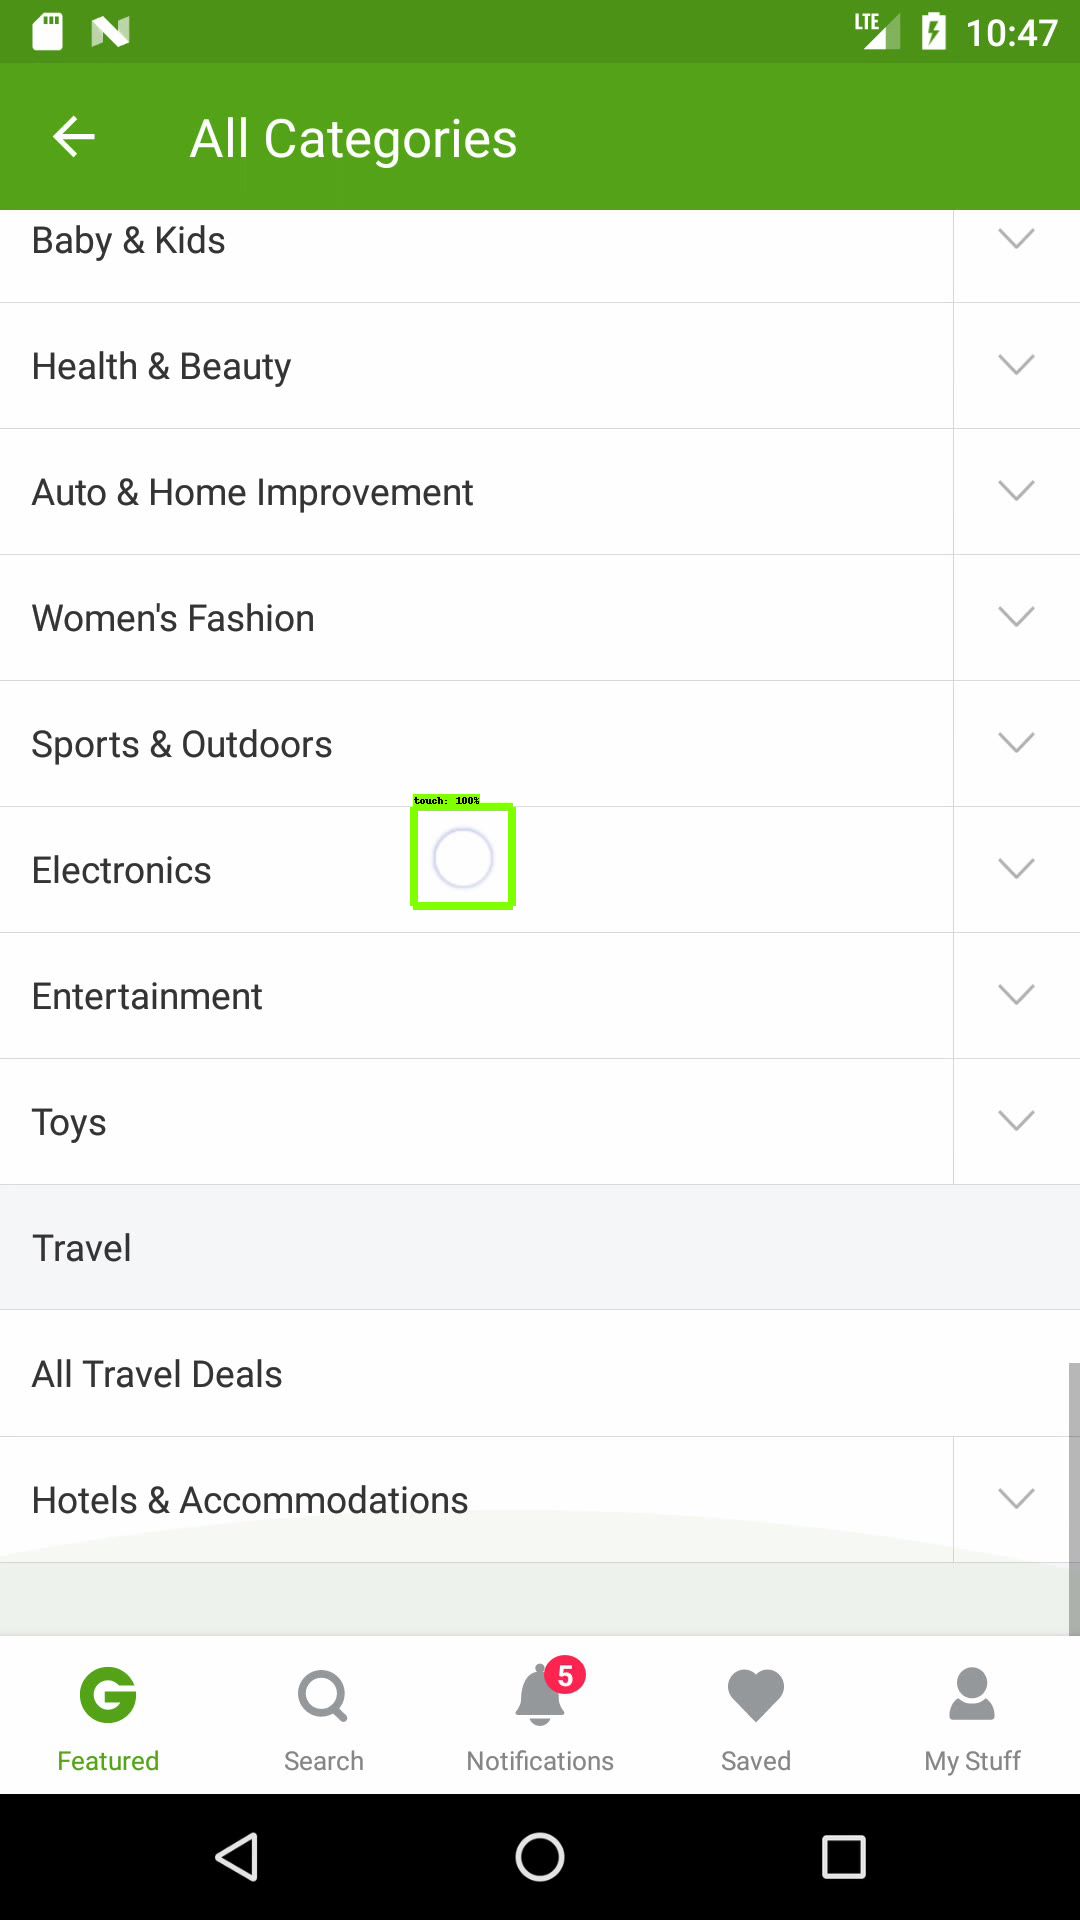 LTE 10:47
All Categories
Baby & Kids
Health & Beauty
Auto & Home Improvement
Women's Fashion
Sports & Outdoors
touch: 100%
Electronics
Entertainment
Toys
Travel
All Travel Deals
Hotels & Accommodations
5
Featured Search Notifications Saved My Stuff